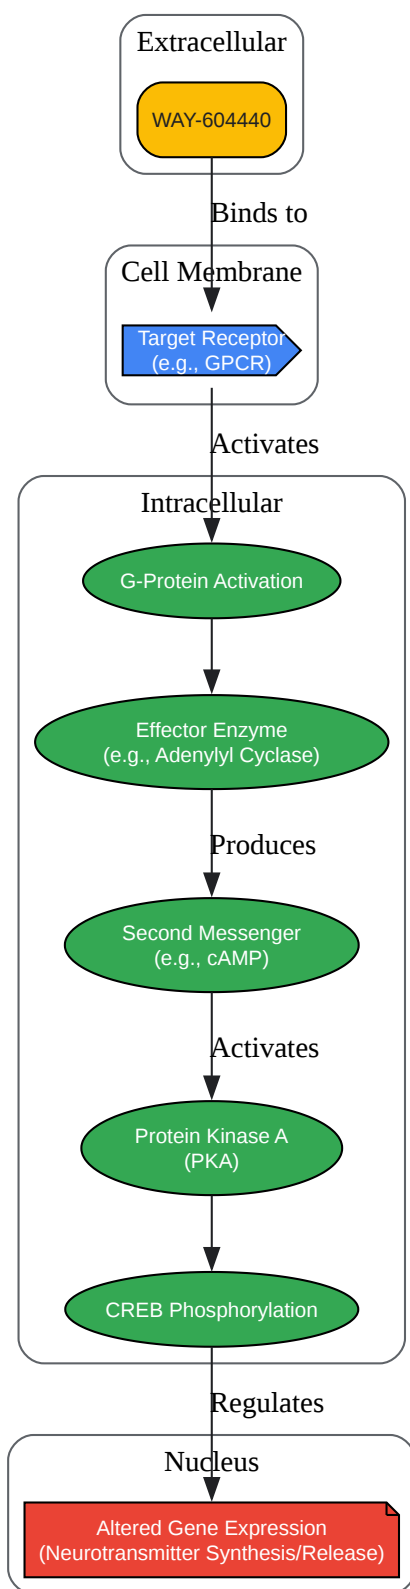 Extracellular
WAY-604440
Binds to
Cell Membrane
Target Receptor
(e.g., GPCR)
Activates
Intracellular
G-Protein Activation
Effector Enzyme
(e.g., Adenylyl Cyclase)
Produces
Second Messenger
(e.g., cAMP)
Activates
Protein Kinase A
(PKA)
CREB Phosphorylation
Regulates
Nucleus
Altered Gene Expression
(Neurotransmitter Synthesis/Release)